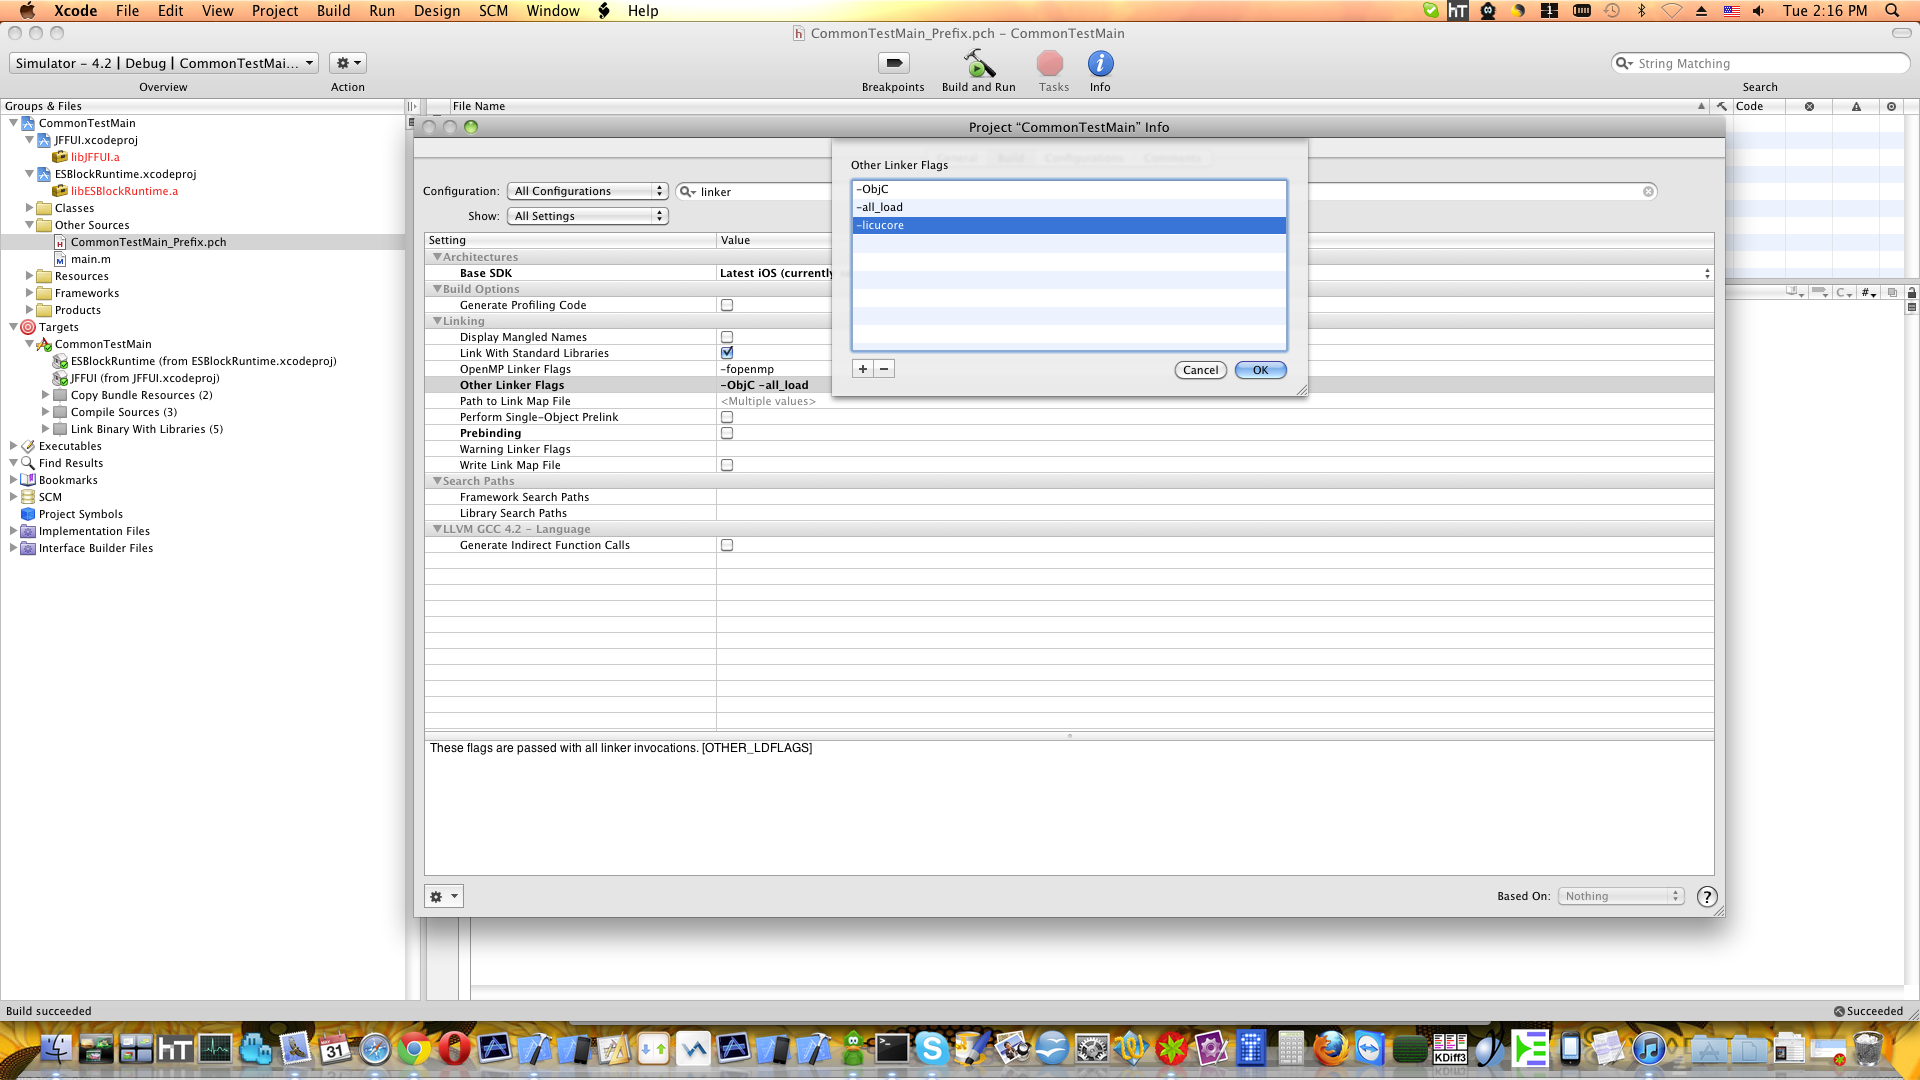 Xcode File Edit View Project Build Run Design SCM Window Help
Tue 2:16 PM
CommonTestMain_Prefix.pch – CommonTestMain
Simulator – 4.2 | Debug | CommonTestMai...
String Matching
Overview
Action
Breakpoints
Build and Run
Tasks
Info
Search
Groups & Files
File Name
Code
CommonTestMain
JFFUI.xcodeproj
libJFFUI.a
ESBlockRuntime.xcodeproj
libESBlockRuntime.a
Classes
Other Sources
CommonTestMain_Prefix.pch
main.m
Resources
Frameworks
Products
Targets
CommonTestMain
ESBlockRuntime (from ESBlockRuntime.xcodeproj)
JFFUI (from JFFUI.xcodeproj)
Copy Bundle Resources (2)
Compile Sources (3)
Link Binary With Libraries (5)
Executables
Find Results
Bookmarks
SCM
Project Symbols
Implementation Files
Interface Builder Files
Project “CommonTestMain” Info
Configuration: All Configurations
linker
Show: All Settings
Setting Value
Architectures
Base SDK Latest iOS (currently
Build Options
Generate Profiling Code
Linking
Display Mangled Names
Link With Standard Libraries
OpenMP Linker Flags –fopenmp
Other Linker Flags –ObjC –all_load
Path to Link Map File <Multiple values>
Perform Single–Object Prelink
Prebinding
Warning Linker Flags
Write Link Map File
Search Paths
Framework Search Paths
Library Search Paths
LLVM GCC 4.2 – Language
Generate Indirect Function Calls
Other Linker Flags
–ObjC
–all_load
–licucore
Cancel
OK
These flags are passed with all linker invocations. [OTHER_LDFLAGS]
Based On: Nothing
Build succeeded
Succeeded
HT
31
KDiff3